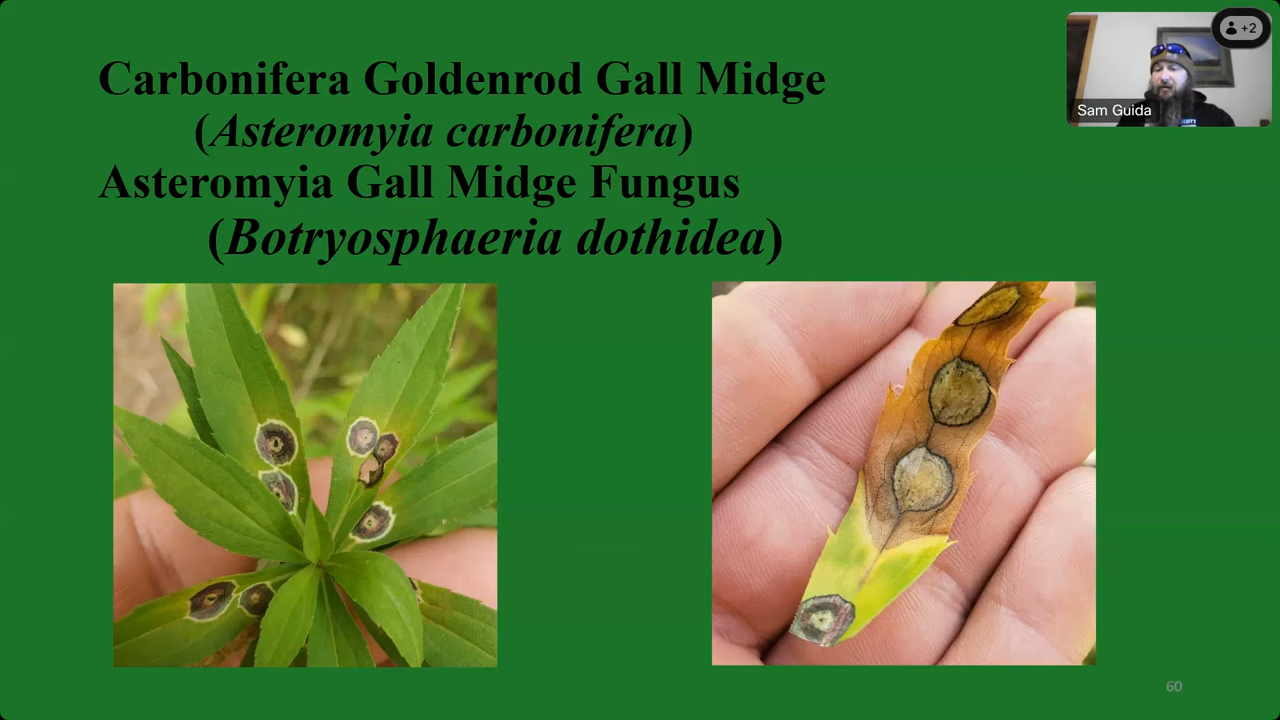 Carbonifera Goldenrod Gall Midge
(Asteromyia carbonifera)
Asteromyia Gall Midge Fungus
(Botryosphaeria dothidea)
+2
Sam Guida
60